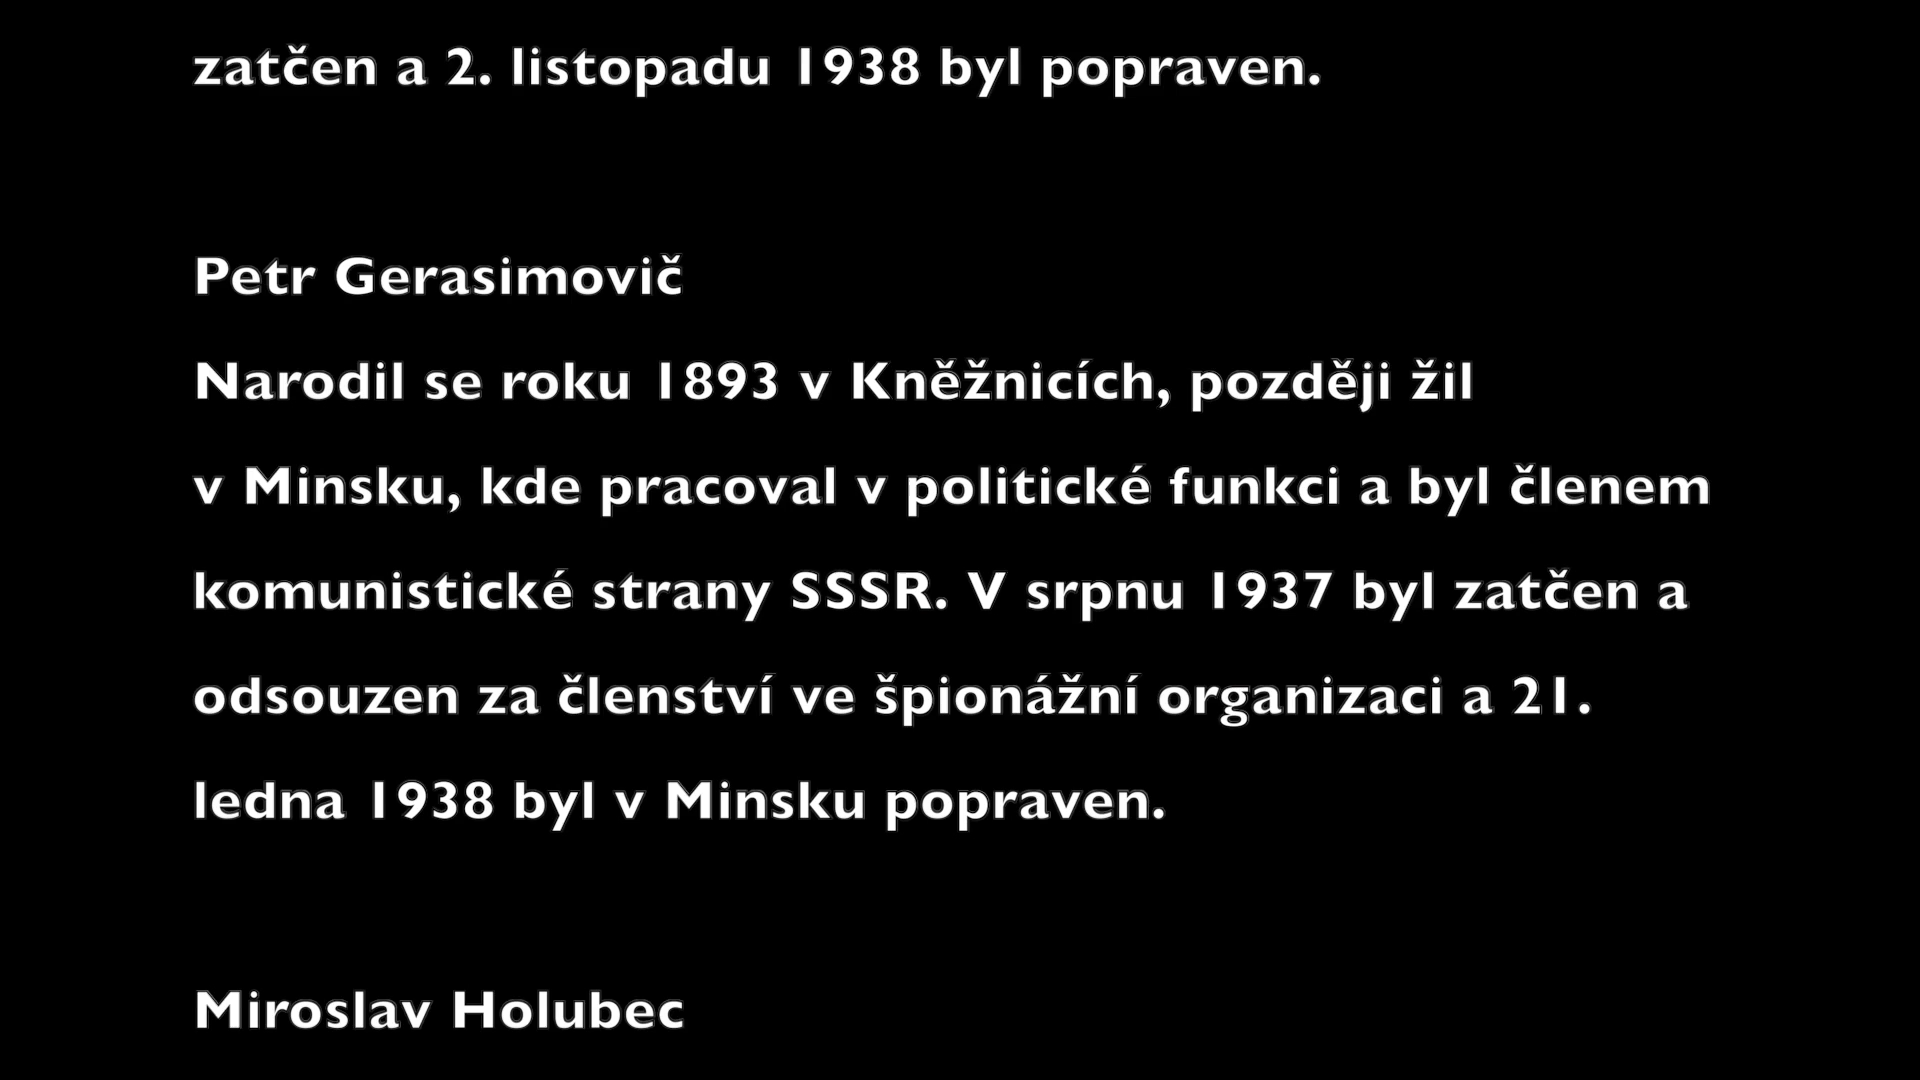 zatčen a 2. listopadu 1938 byl popraven.
Petr Gerasimovič
Narodil se roku 1893 v Kněžnicích, později žil
v Minsku, kde pracoval v politické funkci a byl členem
komunistické strany SSSR. V srpnu 1937 byl zatčen a
odsouzen za členství ve špionážní organizaci a 21.
ledna 1938 byl v Minsku popraven.
Miroslav Holubec